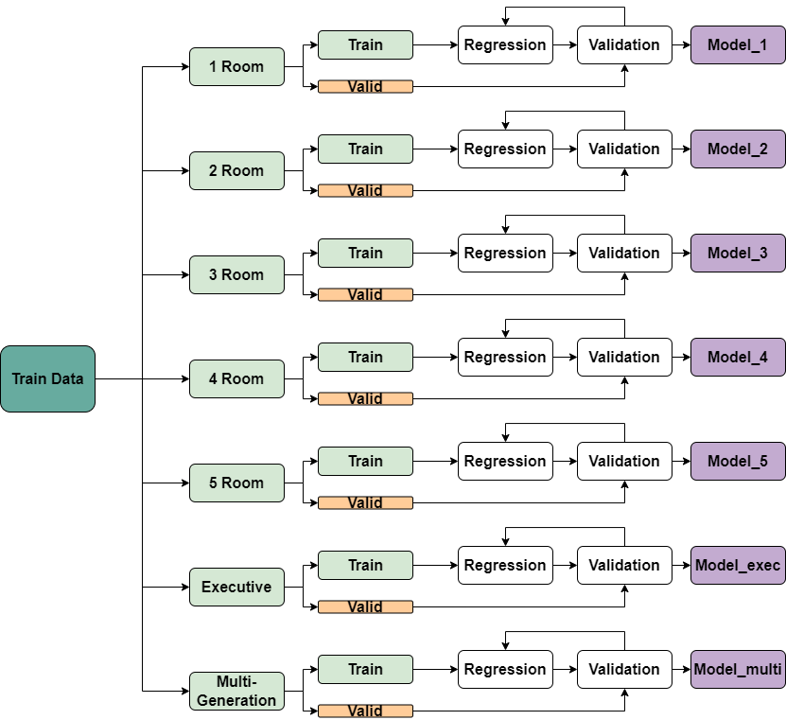 Train Regression Validation Model_1
1 Room
Valid
Train Regression Validation Model_2
2 Room
Valid
Train Regression Validation Model_3
3 Room
Valid
Train Data
Train Regression Validation Model_4
4 Room
Valid
Train Regression Validation Model_5
5 Room
Valid
Train Regression Validation Model_exec
Executive
Valid
Train Regression Validation Model_multi
Multi-
Generation
Valid